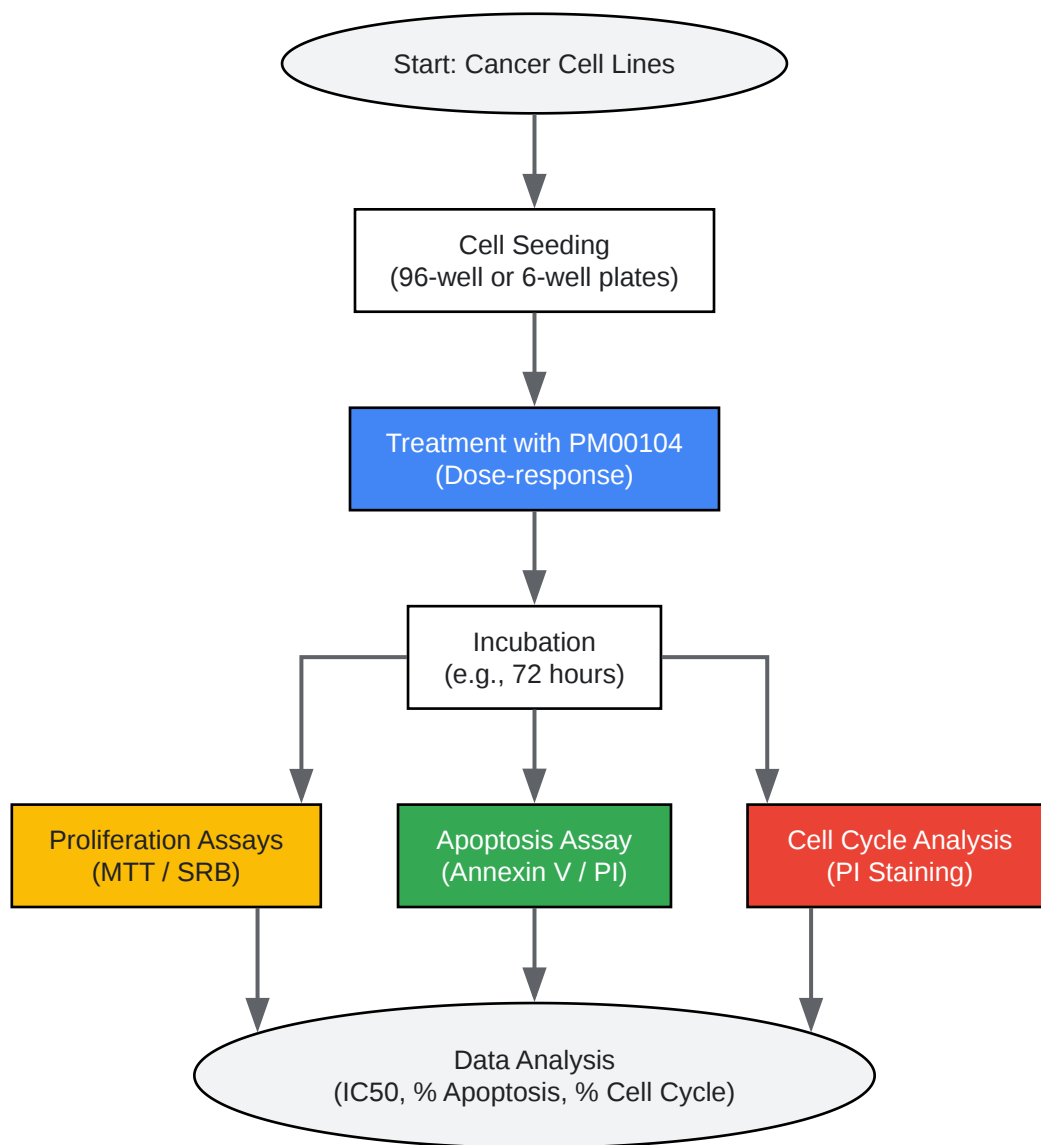 Start: Cancer Cell Lines
Cell Seeding
(96-well or 6-well plates)
Treatment with PM00104
(Dose-response)
Incubation
(e.g., 72 hours)
Proliferation Assays
(MTT / SRB)
Apoptosis Assay
(Annexin V / PI)
Cell Cycle Analysis
(PI Staining)
Data Analysis
(IC50, % Apoptosis, % Cell Cycle)